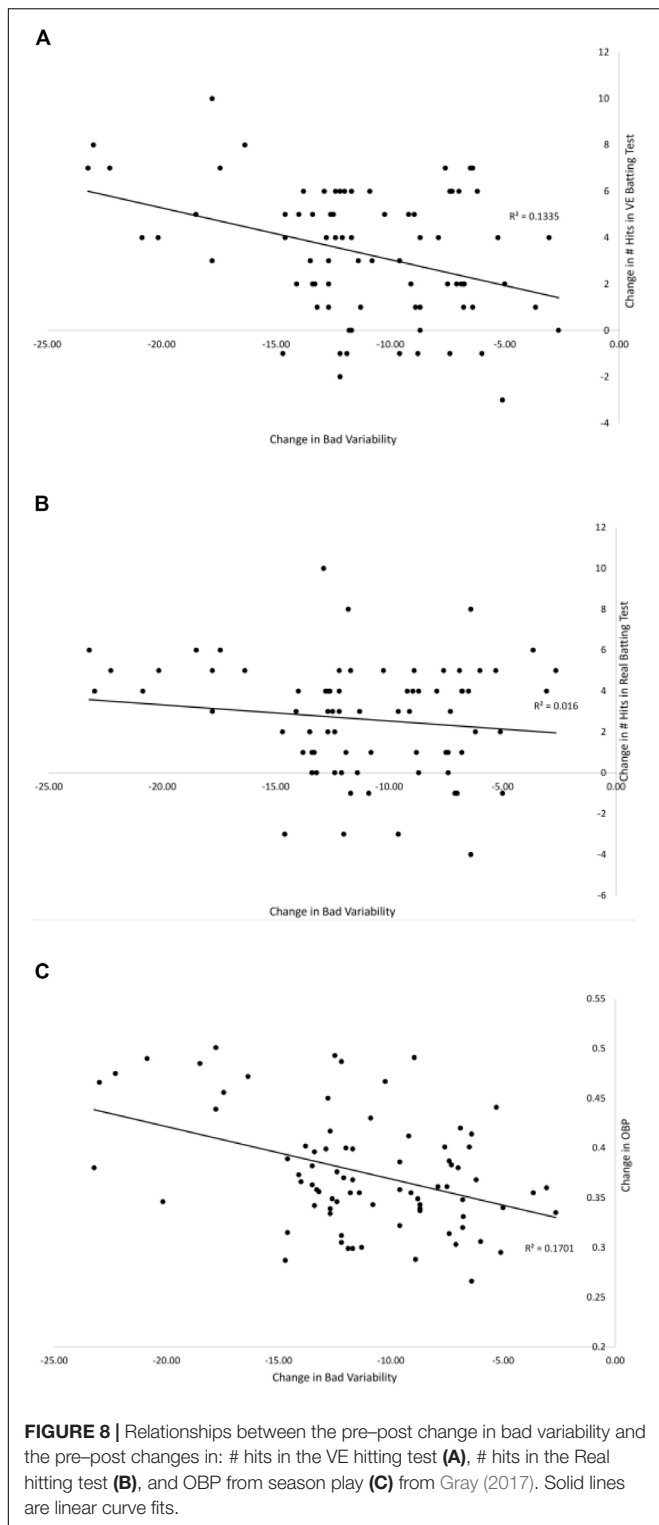 A
12
10
8
6
4
2
0
-2
-4
-25.00 -20.00 -15.00 -10.00 -5.00 0.00
R² = 0.1335
Change in # Hits in VE Batting Test
Change in Bad Variability
B
12
10
8
6
4
2
0
-2
-4
-6
-25.00 -20.00 -15.00 -10.00 -5.00 0.00
R² = 0.016
Change in # Hits in Real Batting Test
Change in Bad Variability
C
0.55
0.5
0.45
0.4
0.35
0.3
0.25
0.2
Change in OBP
R² = 0.1701
-25.00 -20.00 -15.00 -10.00 -5.00 0.00
Change in Bad Variability
FIGURE 8 | Relationships between the pre–post change in bad variability and
the pre–post changes in: # hits in the VE hitting test (A), # hits in the Real
hitting test (B), and OBP from season play (C) from Gray (2017). Solid lines
are linear curve fits.